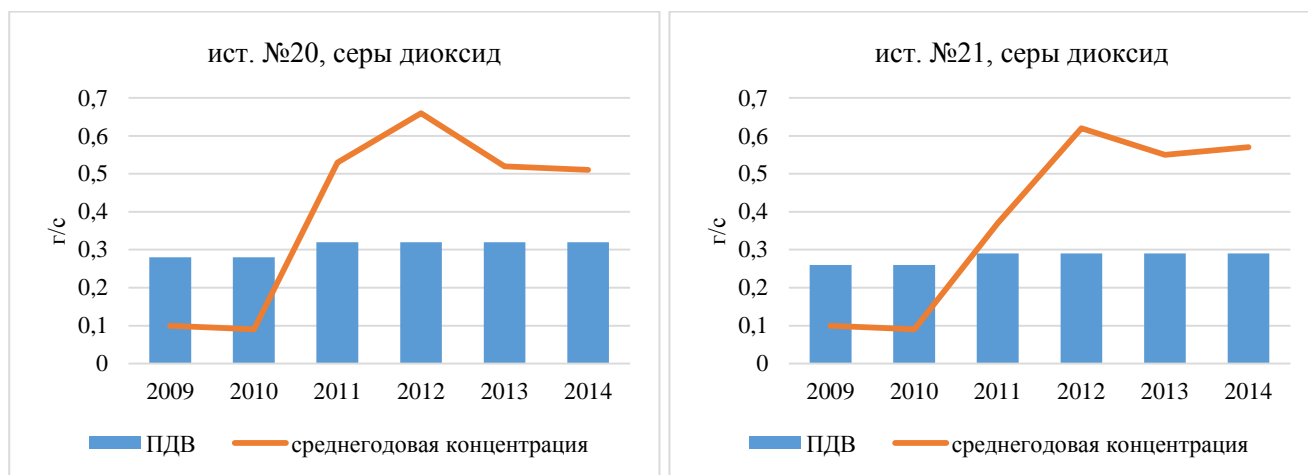 ист. №20, серы диоксид
0,7
0,6
0,5
0,4
0,3
0,2
0,1
0
г/с
2009 2010 2011 2012 2013 2014
ПДВ среднегодовая концентрация
ист. №21, серы диоксид
0,7
0,6
0,5
0,4
0,3
0,2
0,1
0
г/с
2009 2010 2011 2012 2013 2014
ПДВ среднегодовая концентрация